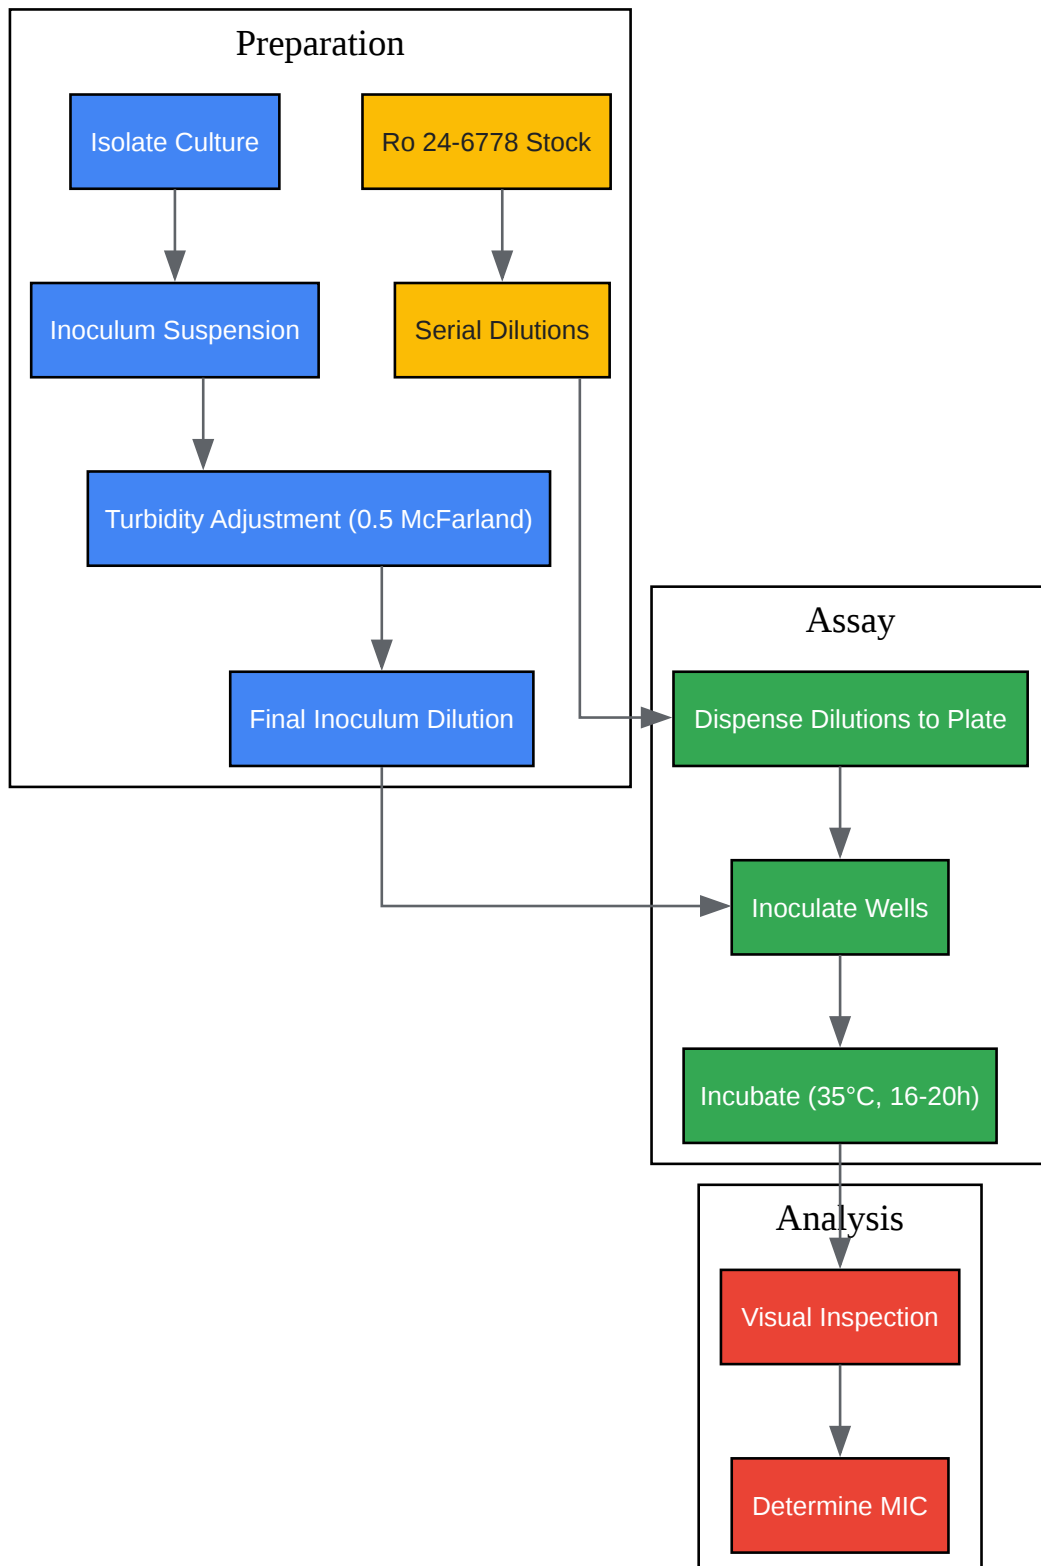 Preparation
Isolate Culture
Ro 24-6778 Stock
Inoculum Suspension
Serial Dilutions
Turbidity Adjustment (0.5 McFarland)
Final Inoculum Dilution
Assay
Dispense Dilutions to Plate
Inoculate Wells
Incubate (35°C, 16-20h)
Analysis
Visual Inspection
Determine MIC